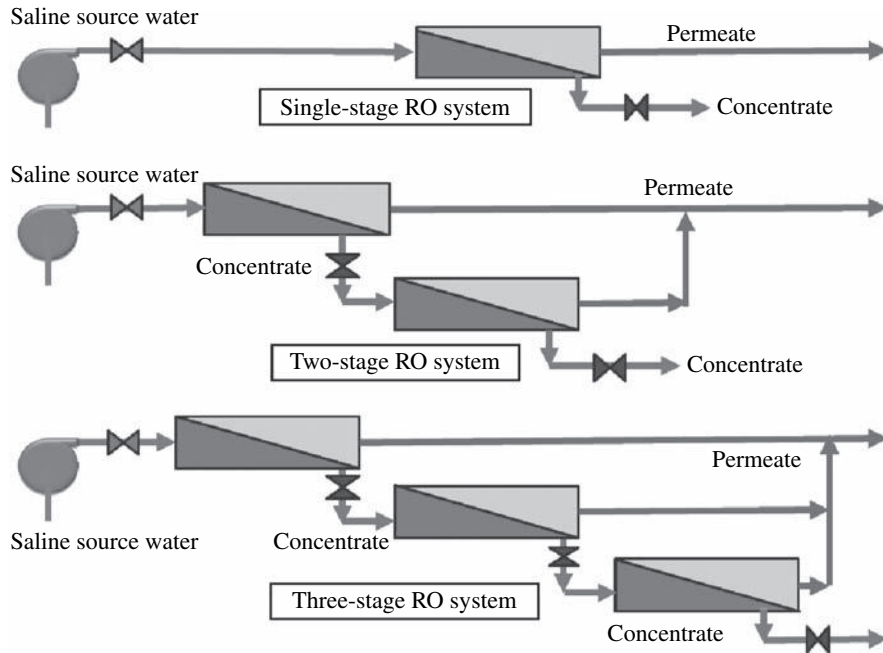 Saline source water
Permeate
Concentrate
Single-stage RO system
Saline source water
Permeate
Concentrate
Concentrate
Two-stage RO system
Permeate
Saline source water
Concentrate
Three-stage RO system
Concentrate